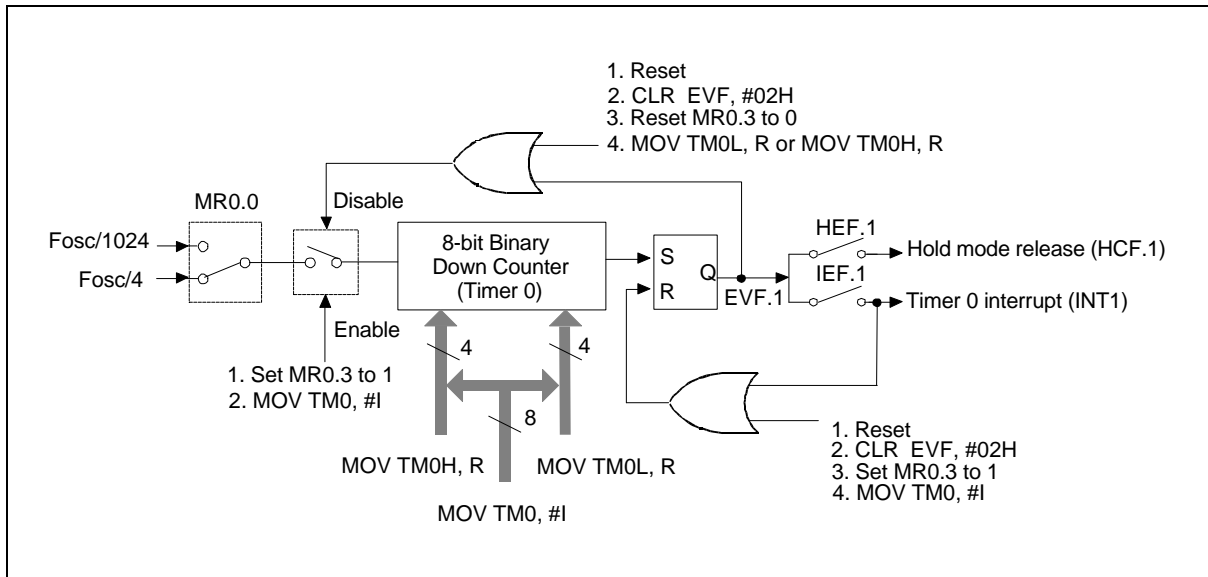 1. Reset
2. CLR EVF, #02H
3. Reset MR0.3 to 0
4. MOV TM0L, R or MOV TM0H, R
MR0.0
Disable
Fosc/1024
Fosc/4
8-bit Binary
Down Counter
(Timer 0)
S
Q
R
EVF.1
HEF.1
Hold mode release (HCF.1)
IEF.1
Timer 0 interrupt (INT1)
Enable
1. Set MR0.3 to 1
2. MOV TM0, #I
4
4
8
MOV TM0H, R
MOV TM0L, R
MOV TM0, #I
1. Reset
2. CLR EVF, #02H
3. Set MR0.3 to 1
4. MOV TM0, #I